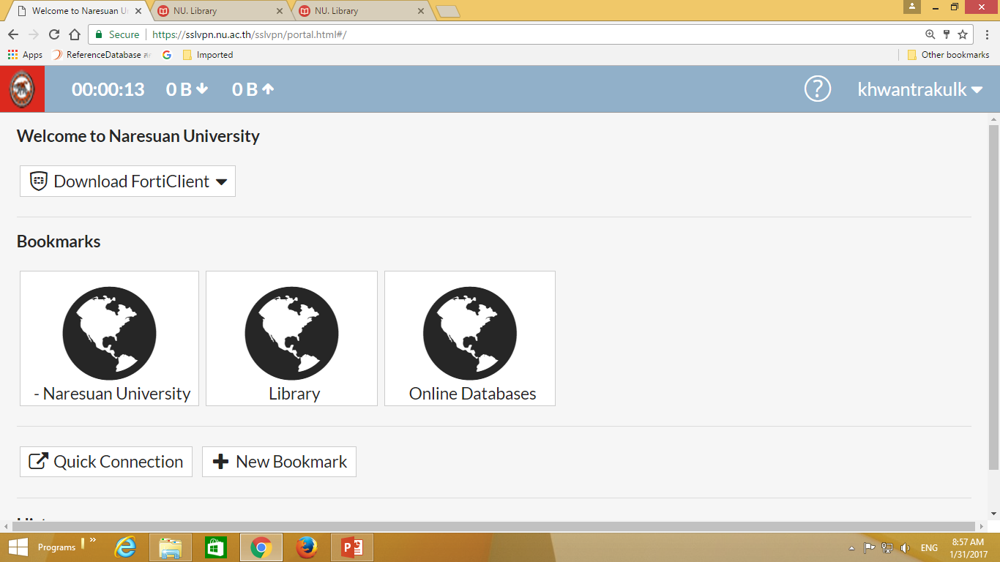 Welcome to Naresuan Un
NU. Library
NU. Library
Secure
https://sslvpn.nu.ac.th/sslvpn/portal.html#/
Apps
ReferenceDatabase
Imported
Other bookmarks
00:00:13
0 B
0 B
?
khwantrakulk
Welcome to Naresuan University
Download FortiClient
Bookmarks
- Naresuan University
Library
Online Databases
Quick Connection
New Bookmark
Programs
ENG
8:57 AM
1/31/2017